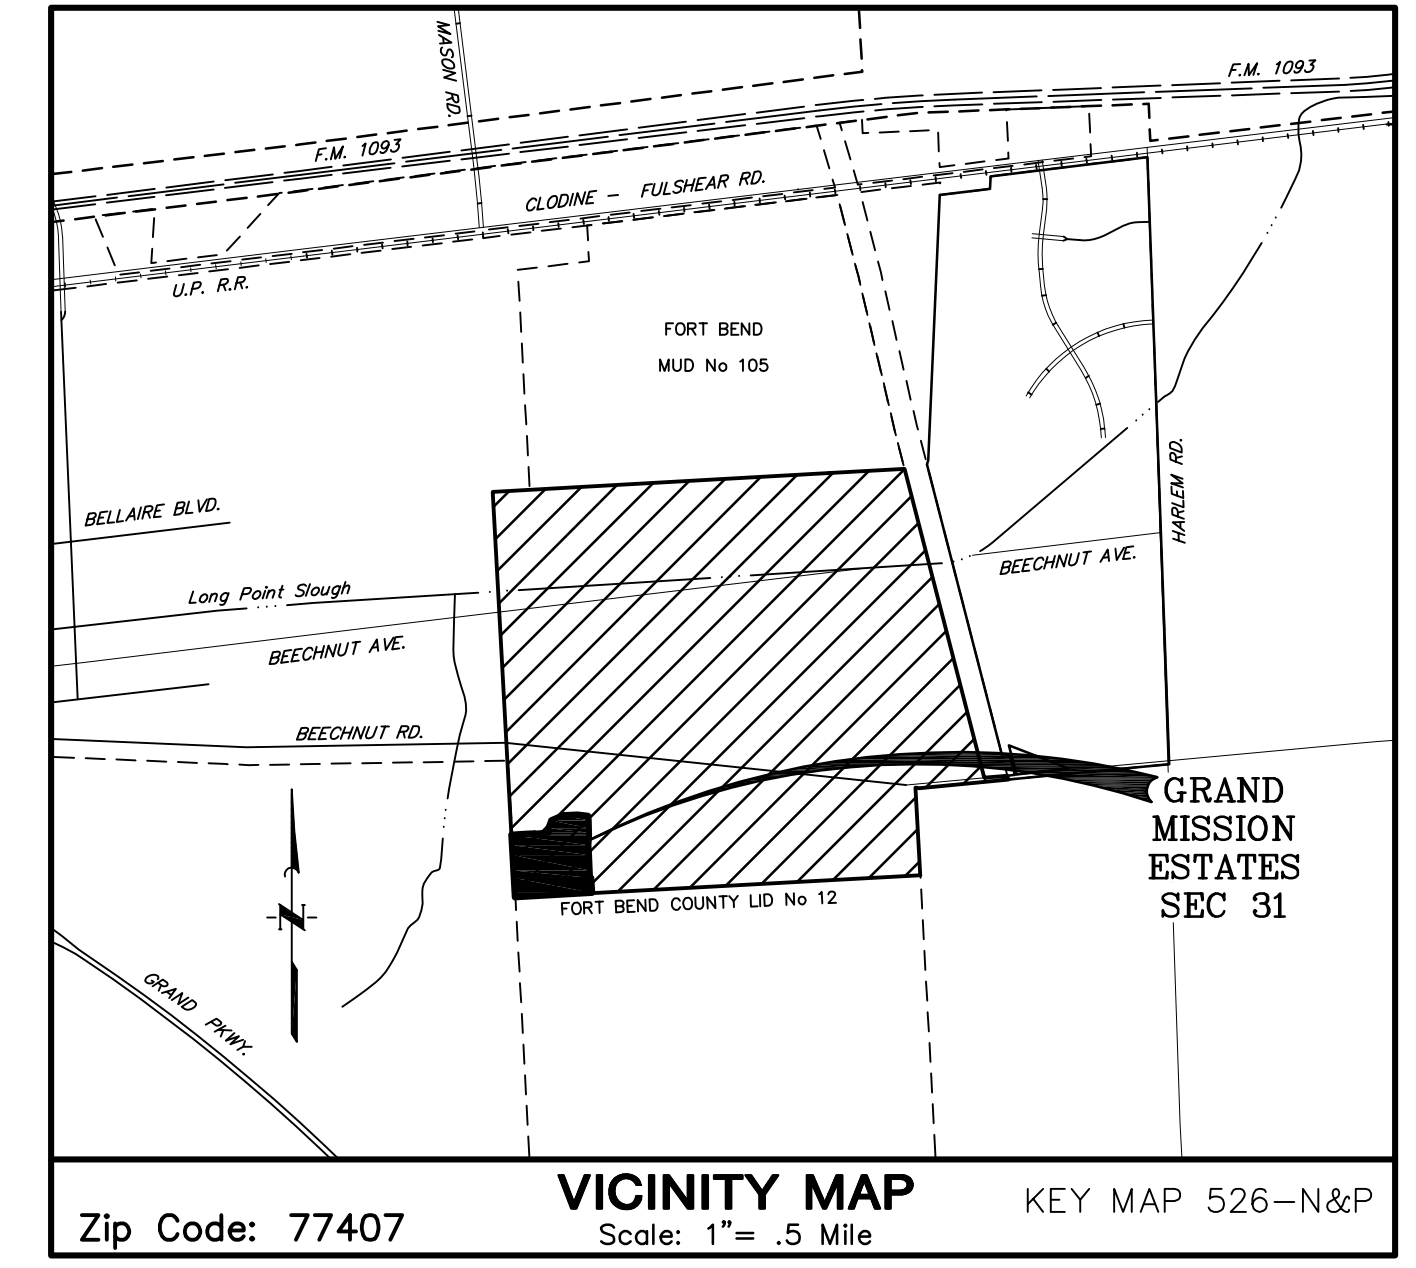 MASON RD.
F.M. 1093
F.M. 1093
CLODINE - FULSHEAR RD.
U.P. R.R.
FORT BEND
MUD No 105
HARLEM RD.
BELLAIRE BLVD.
BEECHNUT AVE.
Long Point Slough
BEECHNUT AVE.
BEECHNUT RD.
GRAND
MISSION
ESTATES
SEC 31
FORT BEND COUNTY LID No 12
N
GRAND PKWY.
VICINITY MAP
KEY MAP 526-N&P
Zip Code: 77407
Scale: 1"= .5 Mile